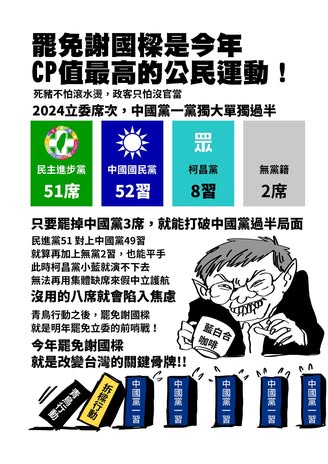 罷免謝國樑是今年
CP值最高的公民運動！
死豬不怕滾水燙，政客只怕沒官當
2024立委席次，中國黨一黨獨大單獨過半
民主進步黨
51席
中國國民黨
52習
眾
柯昌黨
8習
無黨籍
2席
只要罷掉中國黨3席，就能打破中國黨過半局面
民進黨51 對上中國黨49習
就算再加上無黨2習，也能平手
此時柯昌黨小藍就演不下去
無法再用集體缺席來假中立護航
沒用的八席就會陷入焦慮
青鳥行動之後，罷免謝國樑
就是明年罷免立委的前哨戰！
今年罷免謝國樑
就是改變台灣的關鍵骨牌!!
藍白合
咖啡
青鳥行動
拆樑行動
中國黨一習
中國黨一習
中國黨一習
中國黨一習
中國黨一習